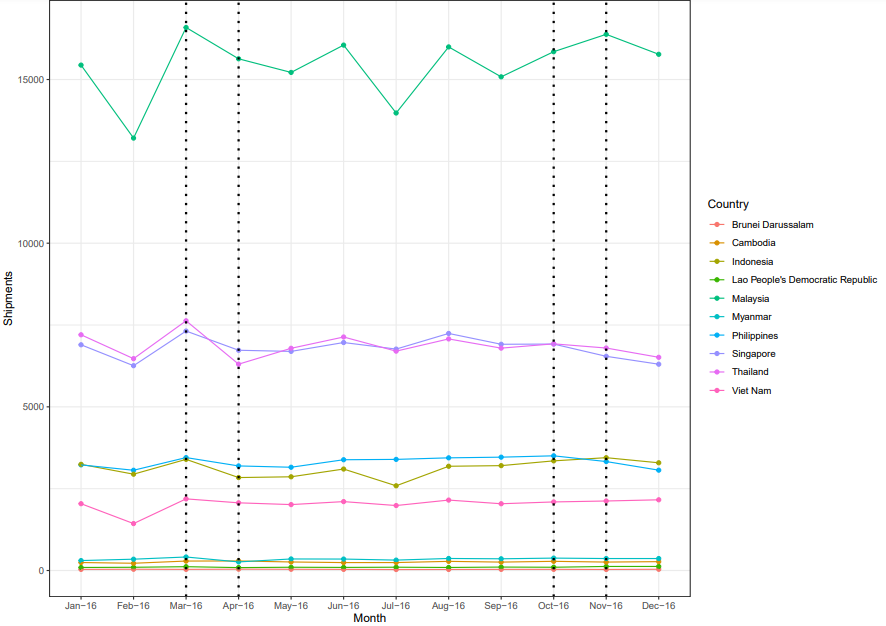 15000
10000
5000
0
Shipments
Jan−16 Feb−16 Mar−16 Apr−16 May−16 Jun−16 Jul−16 Aug−16 Sep−16 Oct−16 Nov−16 Dec−16
Month
Country
Brunei Darussalam
Cambodia
Indonesia
Lao People's Democratic Republic
Malaysia
Myanmar
Philippines
Singapore
Thailand
Viet Nam